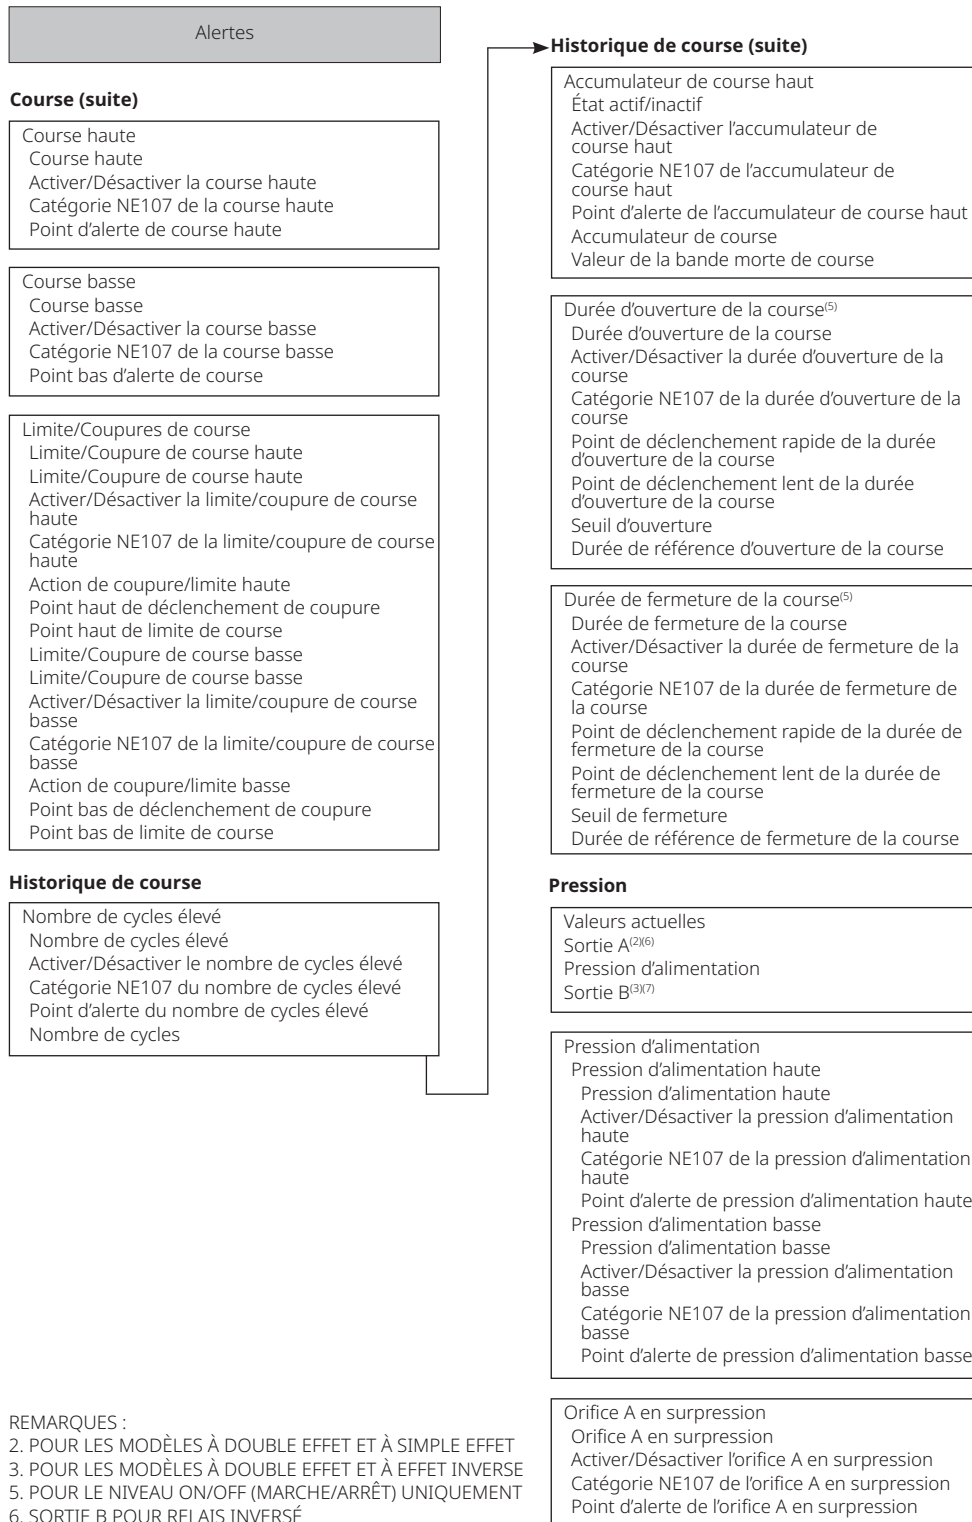 Alertes
Course (suite)
Course haute
Course haute
Activer/Désactiver la course haute
Catégorie NE107 de la course haute
Point d’alerte de course haute
Course basse
Course basse
Activer/Désactiver la course basse
Catégorie NE107 de la course basse
Point bas d’alerte de course
Limite/Coupures de course
Limite/Coupure de course haute
Limite/Coupure de course haute
Activer/Désactiver la limite/coupure de course
haute
Catégorie NE107 de la limite/coupure de course
haute
Action de coupure/limite haute
Point haut de déclenchement de coupure
Point haut de limite de course
Limite/Coupure de course basse
Limite/Coupure de course basse
Activer/Désactiver la limite/coupure de course
basse
Catégorie NE107 de la limite/coupure de course
basse
Action de coupure/limite basse
Point bas de déclenchement de coupure
Point bas de limite de course
Historique de course
Nombre de cycles élevé
Nombre de cycles élevé
Activer/Désactiver le nombre de cycles élevé
Catégorie NE107 du nombre de cycles élevé
Point d’alerte du nombre de cycles élevé
Nombre de cycles
Historique de course (suite)
Accumulateur de course haut
État actif/inactif
Activer/Désactiver l’accumulateur de
course haut
Catégorie NE107 de l’accumulateur de
course haut
Point d’alerte de l’accumulateur de course haut
Accumulateur de course
Valeur de la bande morte de course
Durée d’ouverture de la course(5)
Durée d’ouverture de la course
Activer/Désactiver la durée d’ouverture de la
course
Catégorie NE107 de la durée d’ouverture de la
course
Point de déclenchement rapide de la durée
d’ouverture de la course
Point de déclenchement lent de la durée
d’ouverture de la course
Seuil d’ouverture
Durée de référence d’ouverture de la course
Durée de fermeture de la course(5)
Durée de fermeture de la course
Activer/Désactiver la durée de fermeture de la
course
Catégorie NE107 de la durée de fermeture de
la course
Point de déclenchement rapide de la durée de
fermeture de la course
Point de déclenchement lent de la durée de
fermeture de la course
Seuil de fermeture
Durée de référence de fermeture de la course
Pression
Valeurs actuelles
Sortie A(2)(6)
Pression d’alimentation
Sortie B(3)(7)
Pression d’alimentation
Pression d’alimentation haute
Pression d’alimentation haute
Activer/Désactiver la pression d’alimentation
haute
Catégorie NE107 de la pression d’alimentation
haute
Point d’alerte de pression d’alimentation haute
Pression d’alimentation basse
Pression d’alimentation basse
Activer/Désactiver la pression d’alimentation
basse
Catégorie NE107 de la pression d’alimentation
basse
Point d’alerte de pression d’alimentation basse
Orifice A en surpression
Orifice A en surpression
Activer/Désactiver l’orifice A en surpression
Catégorie NE107 de l’orifice A en surpression
Point d’alerte de l’orifice A en surpression
REMARQUES :
2. POUR LES MODÈLES À DOUBLE EFFET ET À SIMPLE EFFET
3. POUR LES MODÈLES À DOUBLE EFFET ET À EFFET INVERSE
5. POUR LE NIVEAU ON/OFF (MARCHE/ARRÊT) UNIQUEMENT
6. SORTIE B POUR RELAIS INVERSÉ